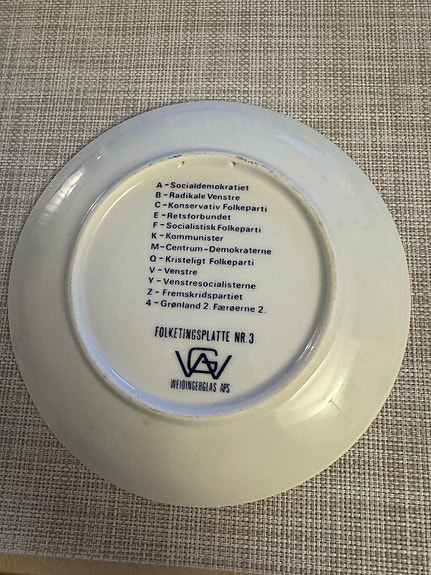 A-Socialdemokratiet
B-Radikale Venstre
C-Konservativ Folkeparti
E-Retsforbundet
F-Socialistisk Folkeparti
K-Kommunister
M-Centrum-Demokraterne
Q-Kristeligt Folkeparti
V-Venstre
Y-Venstresocialisterne
Z-Fremskridspartiet
4-Grønland 2. Færøerne 2.
FOLKETINGSPLATTE NR. 3
WGV
WEIDINGERGLAS APS